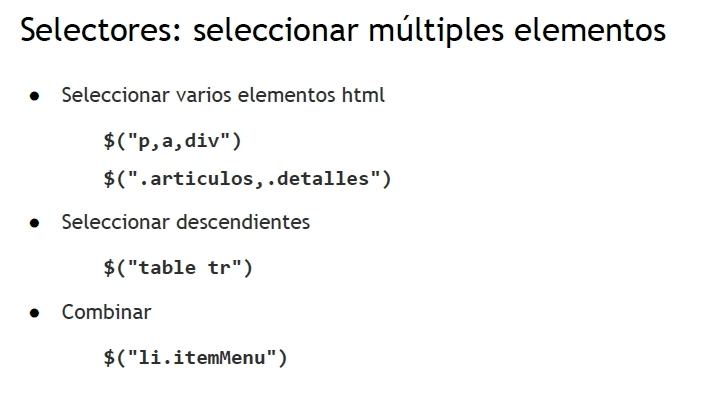 Selectores: seleccionar múltiples elementos
● Seleccionar varios elementos html
$("p,a,div")
$(".articulos,.detalles")
● Seleccionar descendientes
$("table tr")
● Combinar
$("li.itemMenu")